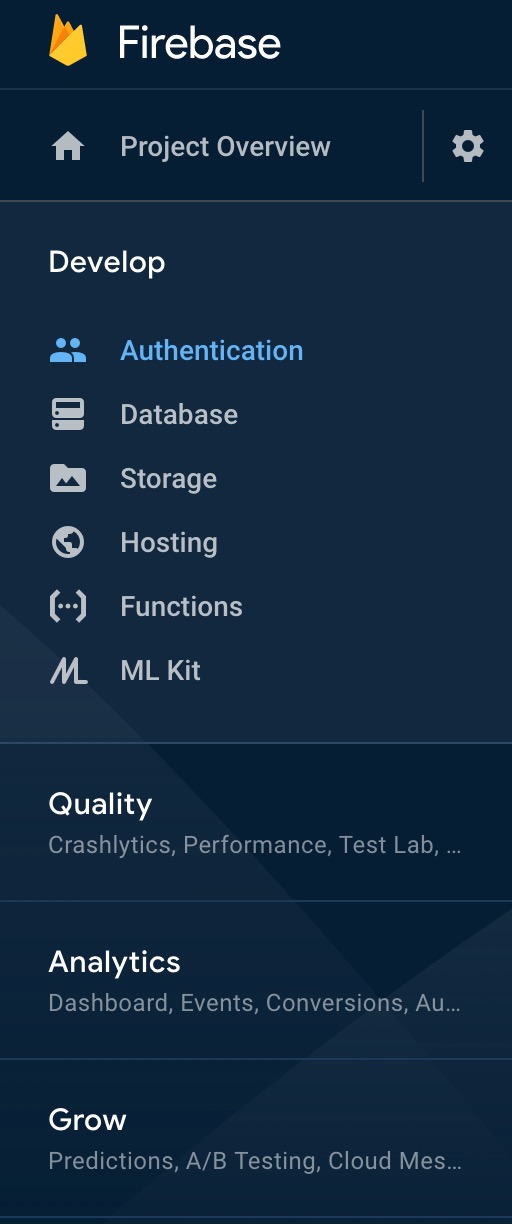 Firebase
Project Overview
Develop
Authentication
Database
Storage
Hosting
Functions
ML Kit
Quality
Crashlytics, Performance, Test Lab, ...
Analytics
Dashboard, Events, Conversions, Au...
Grow
Predictions, A/B Testing, Cloud Mes...